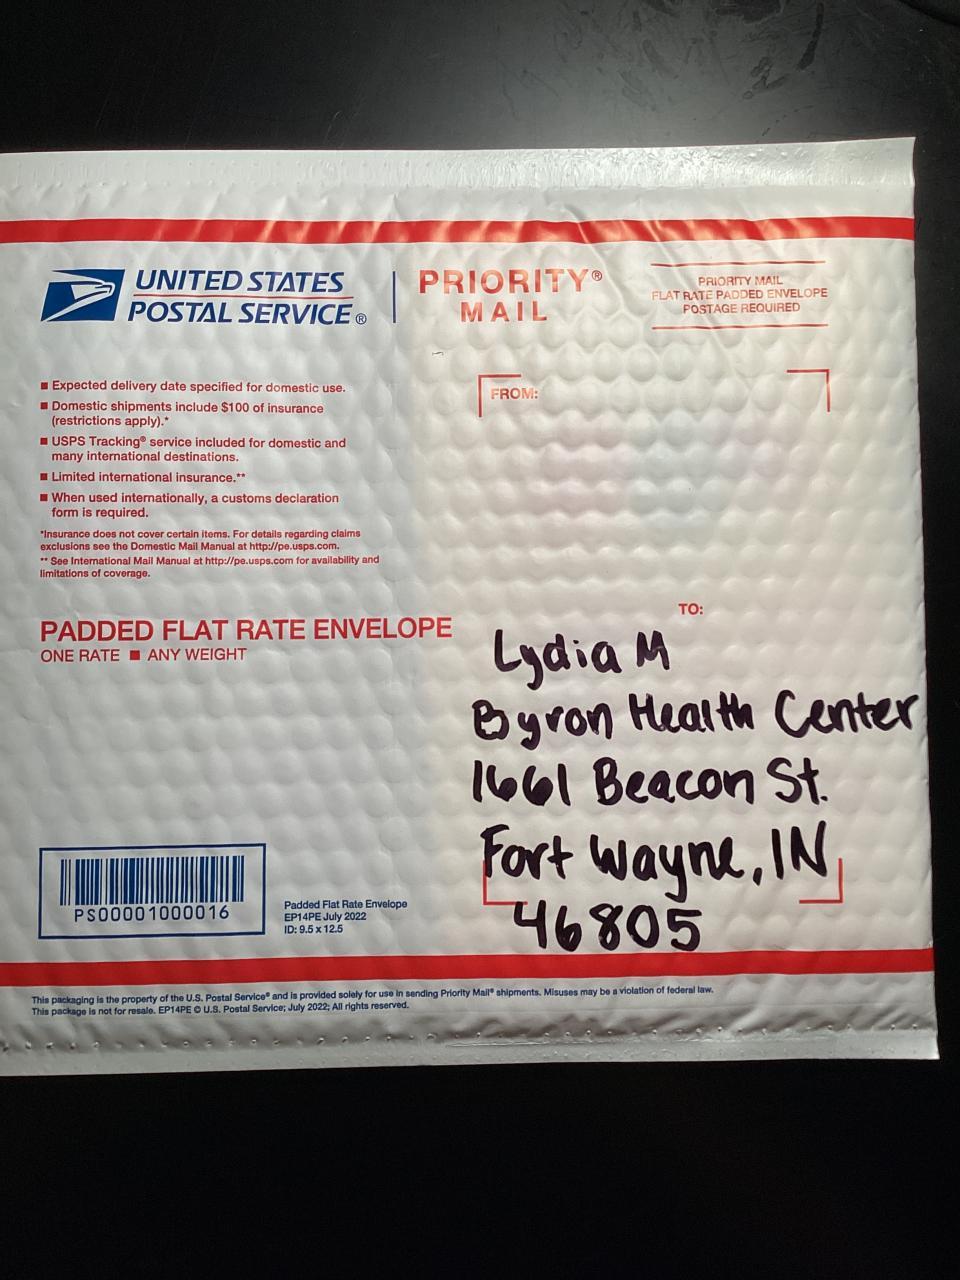 UNITED STATES
POSTAL SERVICE®
PRIORITY®
MAIL
PRIORITY MAIL
FLAT RATE PADDED ENVELOPE
POSTAGE REQUIRED
■ Expected delivery date specified for domestic use.
■ Domestic shipments include $100 of insurance
(restrictions apply).*
■ USPS Tracking® service included for domestic and
many international destinations.
■ Limited international insurance.**
■ When used internationally, a customs declaration
form is required.
*Insurance does not cover certain items. For details regarding claims
exclusions see the Domestic Mail Manual at http://pe.usps.com.
** See International Mail Manual at http://pe.usps.com for availability and
limitations of coverage.
FROM:
PADDED FLAT RATE ENVELOPE
ONE RATE ■ ANY WEIGHT
TO:
Lydia M
Byron Health Center
1661 Beacon St.
Fort Wayne, IN
46805
PS00001000016
Padded Flat Rate Envelope
EP14PE July 2022
ID: 9.5 x 12.5
This packaging is the property of the U.S. Postal Service® and is provided solely for use in sending Priority Mail® shipments. Misuses may be a violation of federal law.
This package is not for resale. EP14PE © U.S. Postal Service; July 2022; All rights reserved.